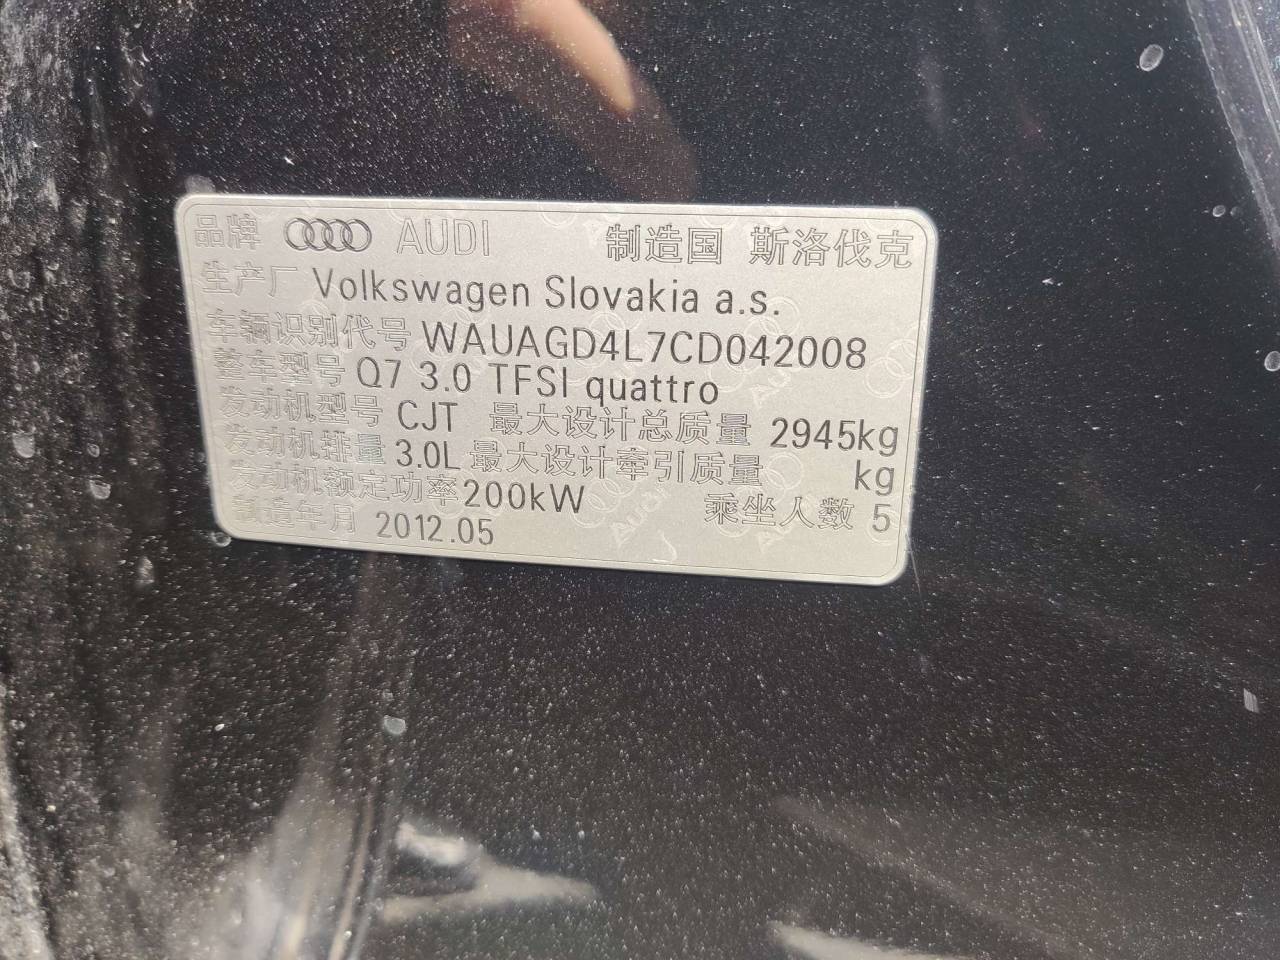 品牌 AUDI 制造国 斯洛伐克
生产厂 Volkswagen Slovakia a.s.
车辆识别代号 WAUAGD4L7CD042008
整车型号 Q7 3.0 TFSI quattro
发动机型号 CJT 最大设计总质量 2945kg
发动机排量 3.0L 最大设计牵引质量 kg
发动机额定功率 200kW 乘坐人数 5
制造年月 2012.05